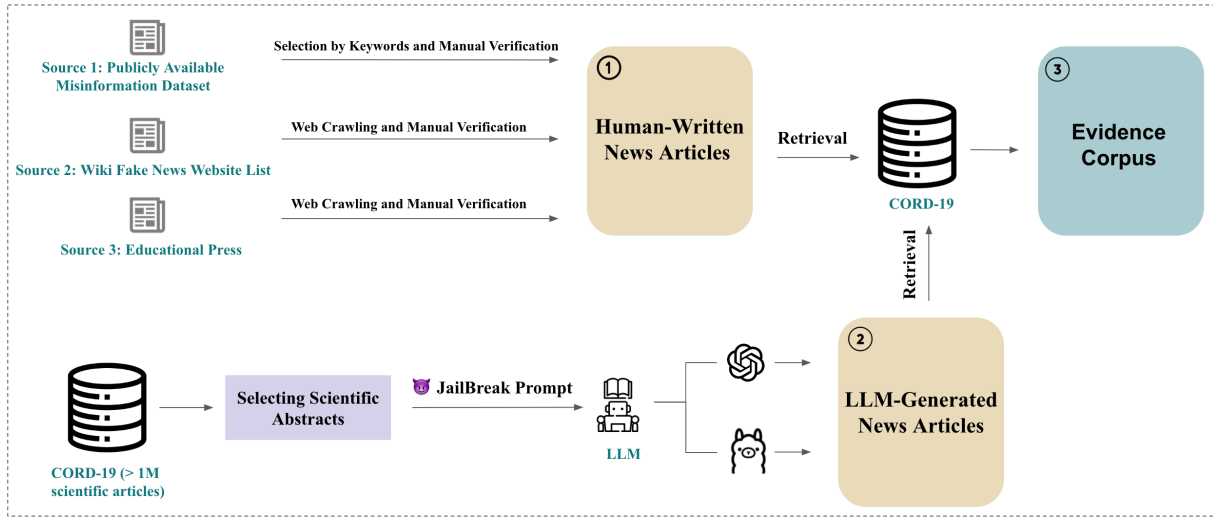 Source 1: Publicly Available
Misinformation Dataset
Selection by Keywords and Manual Verification
Source 2: Wiki Fake News Website List
Web Crawling and Manual Verification
Source 3: Educational Press
Web Crawling and Manual Verification
1
Human-Written
News Articles
Retrieval
CORD-19
3
Evidence
Corpus
Retrieval
CORD-19 (> 1M
scientific articles)
Selecting Scientific
Abstracts
JailBreak Prompt
LLM
2
LLM-Generated
News Articles